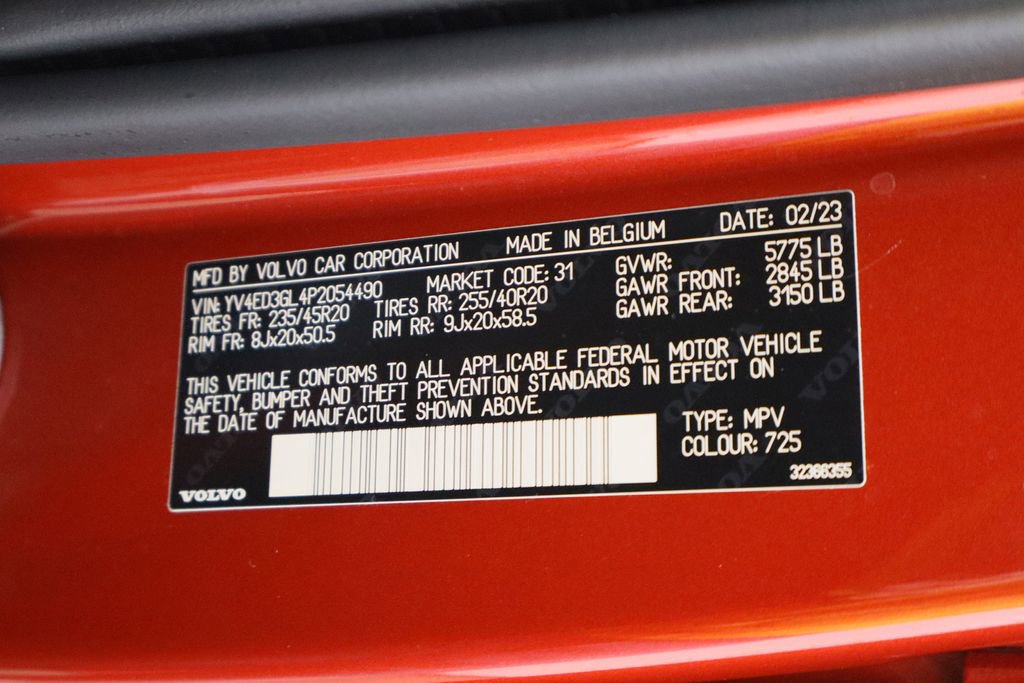 MFD BY VOLVO CAR CORPORATION MADE IN BELGIUM DATE: 02/23
VIN: YV4ED3GL4P2054490 MARKET CODE: 31 GVWR: 5775 LB
TIRES FR: 235/45R20 TIRES RR: 255/40R20 GAWR FRONT: 2845 LB
RIM FR: 8Jx20x50.5 RIM RR: 9Jx20x58.5 GAWR REAR: 3150 LB
THIS VEHICLE CONFORMS TO ALL APPLICABLE FEDERAL MOTOR VEHICLE
SAFETY, BUMPER AND THEFT PREVENTION STANDARDS IN EFFECT ON
THE DATE OF MANUFACTURE SHOWN ABOVE.
TYPE: MPV
COLOUR: 725
VOLVO
32366355